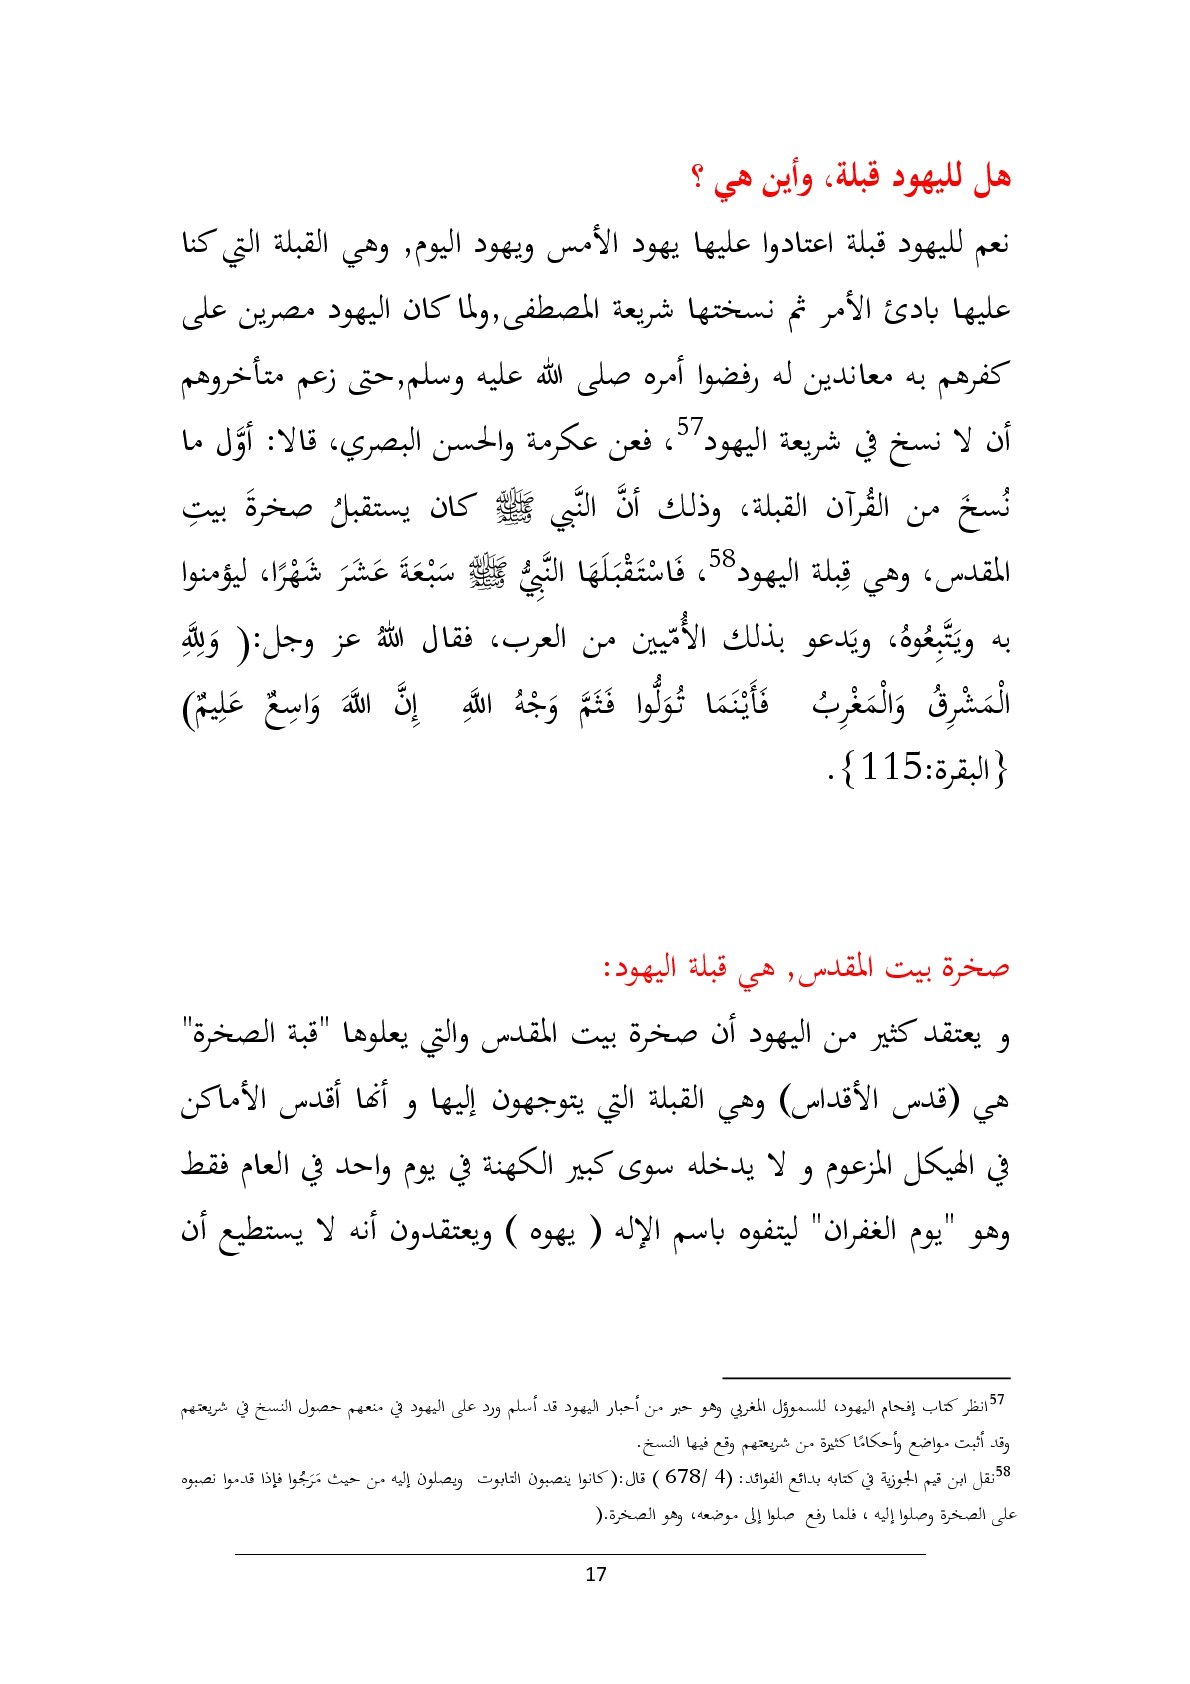 هل لليهود قبلة، وأين هي ؟
نعم لليهود قبلة اعتادوا عليها يهود الأمس ويهود اليوم, وهي القبلة التي كنا
عليها بادئ الأمر ثم نسختها شريعة المصطفى,ولما كان اليهود مصرين على
كفرهم به معاندين له رفضوا أمره صلى الله عليه وسلم,حتى زعم متأخروهم
أن لا نسخ في شريعة اليهود57، فعن عكرمة والحسن البصري، قالا: أوَّل ما
نُسخَ من القُرآن القبلة، وذلك أنَّ النَّبي ﷺ كان يستقبلُ صخرةَ بيتِ
المقدس، وهي قِبلة اليهود58، فَاسْتَقْبَلَهَا النَّبِيُّ ﷺ سَبْعَةَ عَشَرَ شَهْرًا، ليؤمنوا
به ويَتَّبِعُوهُ، ويَدعو بذلك الأُمّيين من العرب، فقال اللهُ عز وجل:( وَلِلَّهِ
الْمَشْرِقُ وَالْمَغْرِبُ فَأَيْنَمَا تُوَلُّوا فَثَمَّ وَجْهُ اللَّهِ إِنَّ اللَّهَ وَاسِعٌ عَلِيمٌ)
{البقرة:115}.
صخرة بيت المقدس, هي قبلة اليهود:
و يعتقد كثير من اليهود أن صخرة بيت المقدس والتي يعلوها "قبة الصخرة"
هي (قدس الأقداس) وهي القبلة التي يتوجهون إليها و أنها أقدس الأماكن
في الهيكل المزعوم و لا يدخله سوى كبير الكهنة في يوم واحد في العام فقط
وهو "يوم الغفران" ليتفوه باسم الإله ( يهوه ) ويعتقدون أنه لا يستطيع أن
57انظر كتاب إفحام اليهود، للسموؤل المغربي وهو حبر من أحبار اليهود قد أسلم ورد على اليهود في منعهم حصول النسخ في شريعتهم
وقد أثبت مواضع وأحكامًا كثيرة من شريعتهم وقع فيها النسخ.
58نقل ابن قيم الجوزية في كتابه بدائع الفوائد: (4 /678 ) قال:( كانوا ينصبون التابوت ويصلون إليه من حيث مَرَجُوا فإذا قدموا نصبوه
على الصخرة وصلوا إليه ، فلما رفع صلوا إلى موضعه، وهو الصخرة.(
17